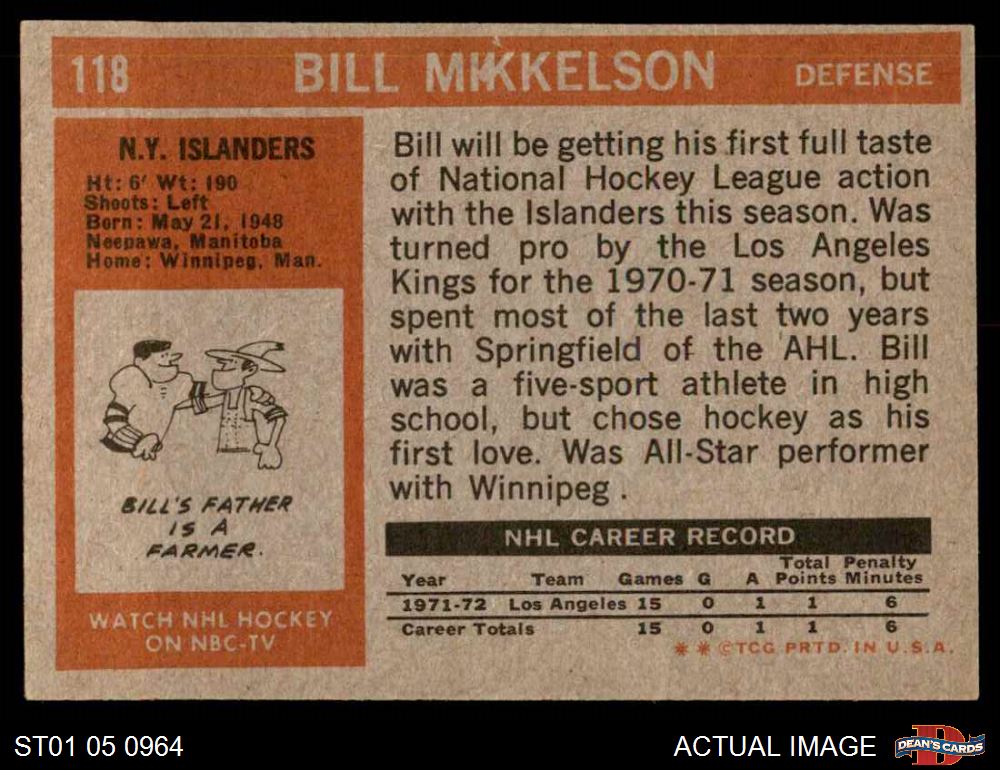 118 BILL MIKKELSON DEFENSE
N.Y. ISLANDERS
Ht: 6' Wt: 190
Shoots: Left
Born: May 21, 1948
Neepawa, Manitoba
Home: Winnipeg, Man.
BILL'S FATHER
IS A
FARMER.
WATCH NHL HOCKEY
ON NBC-TV
Bill will be getting his first full taste
of National Hockey League action
with the Islanders this season. Was
turned pro by the Los Angeles
Kings for the 1970-71 season, but
spent most of the last two years
with Springfield of the AHL. Bill
was a five-sport athlete in high
school, but chose hockey as his
first love. Was All-Star performer
with Winnipeg .
NHL CAREER RECORD
Total Penalty
Year Team Games G A Points Minutes
1971-72 Los Angeles 15 0 1 1 6
Career Totals 15 0 1 1 6
* * ©TCG PRTD. IN U.S.A.
ST01 05 0964 ACTUAL IMAGE D DEAN'S CARDS